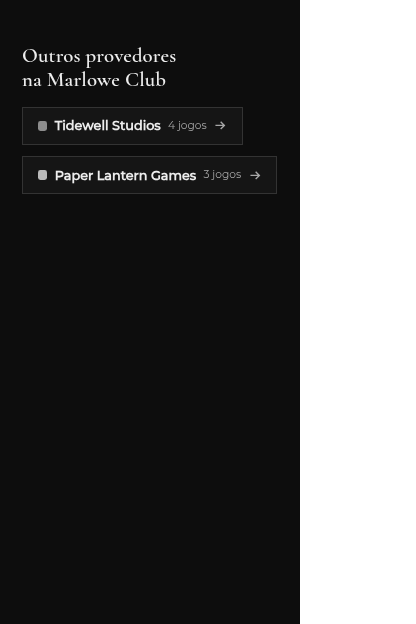 Outros provedores
na Marlowe Club
Tidewell Studios 4 jogos →
Paper Lantern Games 3 jogos →